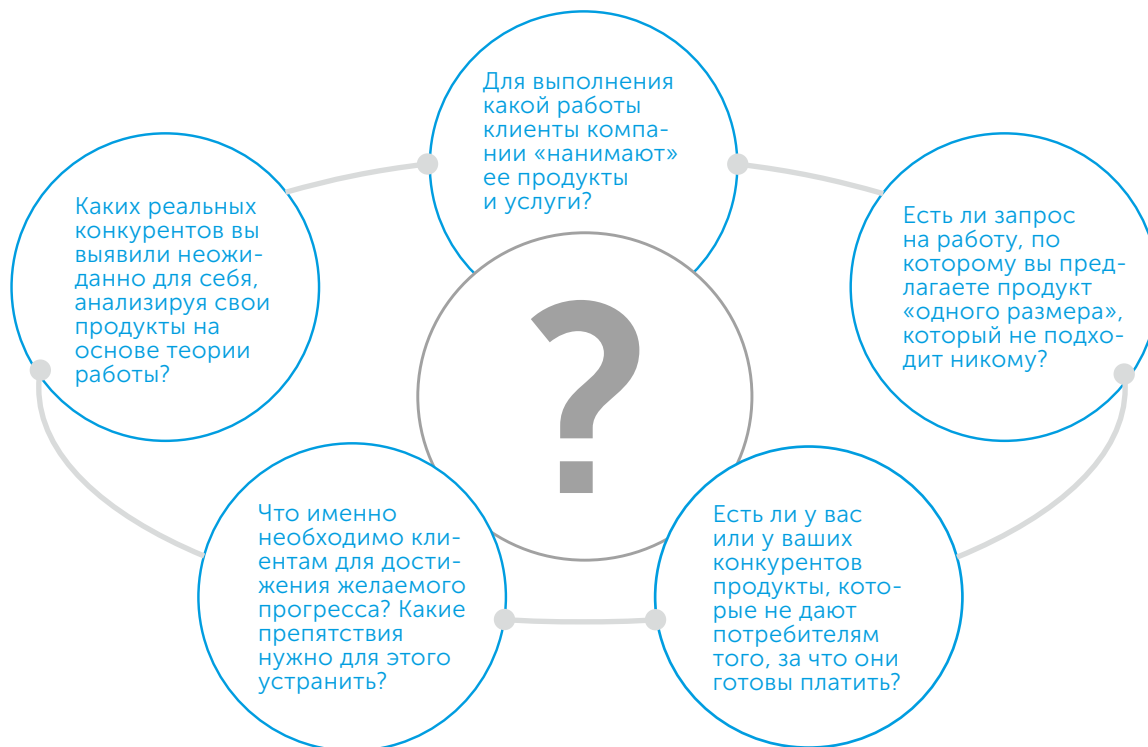 Для выполнения
какой работы
клиенты компа-
нии «нанимают»
ее продукты
и услуги?
Каких реальных
конкурентов вы
выявили неожи-
данно для себя,
анализируя свои
продукты на
основе теории
работы?
Есть ли запрос
на работу, по
которому вы пред-
лагаете продукт
«одного размера»,
который не подхо-
дит никому?
?
Что именно
необходимо кли-
ентам для дости-
жения желаемого
прогресса? Какие
препятствия
нужно для этого
устранить?
Есть ли у вас
или у ваших
конкурентов
продукты, кото-
рые не дают
потребителям
того, за что они
готовы платить?